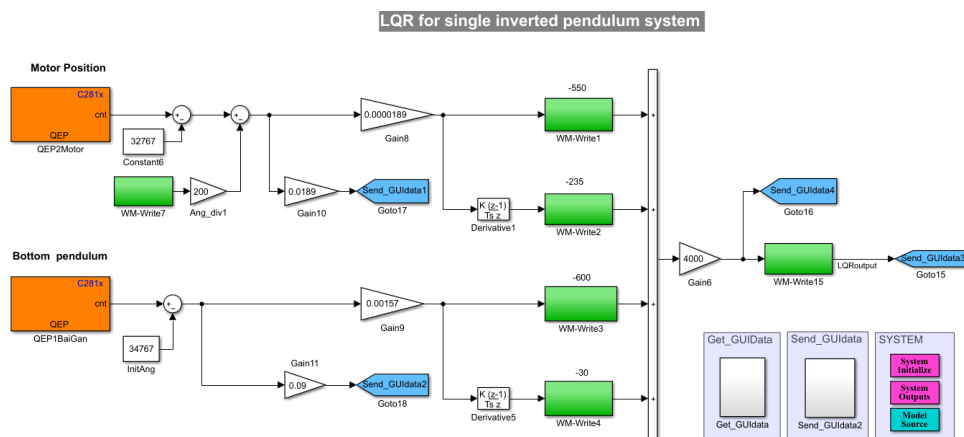 LQR for single inverted pendulum system
Motor Position
C281x
cnt
QEP
QEP2Motor
32767
Constant6
WM-Write7
200
Ang_div1
0.0189
Gain10
Send_GUIdata1
Goto17
0.0000189
Gain8
-550
WM-Write1
K (z-1)
Ts z
Derivative1
-235
WM-Write2
Bottom pendulum
C281x
cnt
QEP
QEP1BaiGan
34767
InitAng
Gain11
0.09
Send_GUIdata2
Goto18
0.00157
Gain9
-600
WM-Write3
K (z-1)
Ts z
Derivative5
-30
WM-Write4
4000
Gain6
Send_GUIdata4
Goto16
WM-Write15
LQRoutput
Send_GUIdata3
Goto15
Get_GUIData
Get_GUIdata
Send_GUIdata
Send_GUIdata2
SYSTEM
System
Initialize
System
Outputs
Model
Source